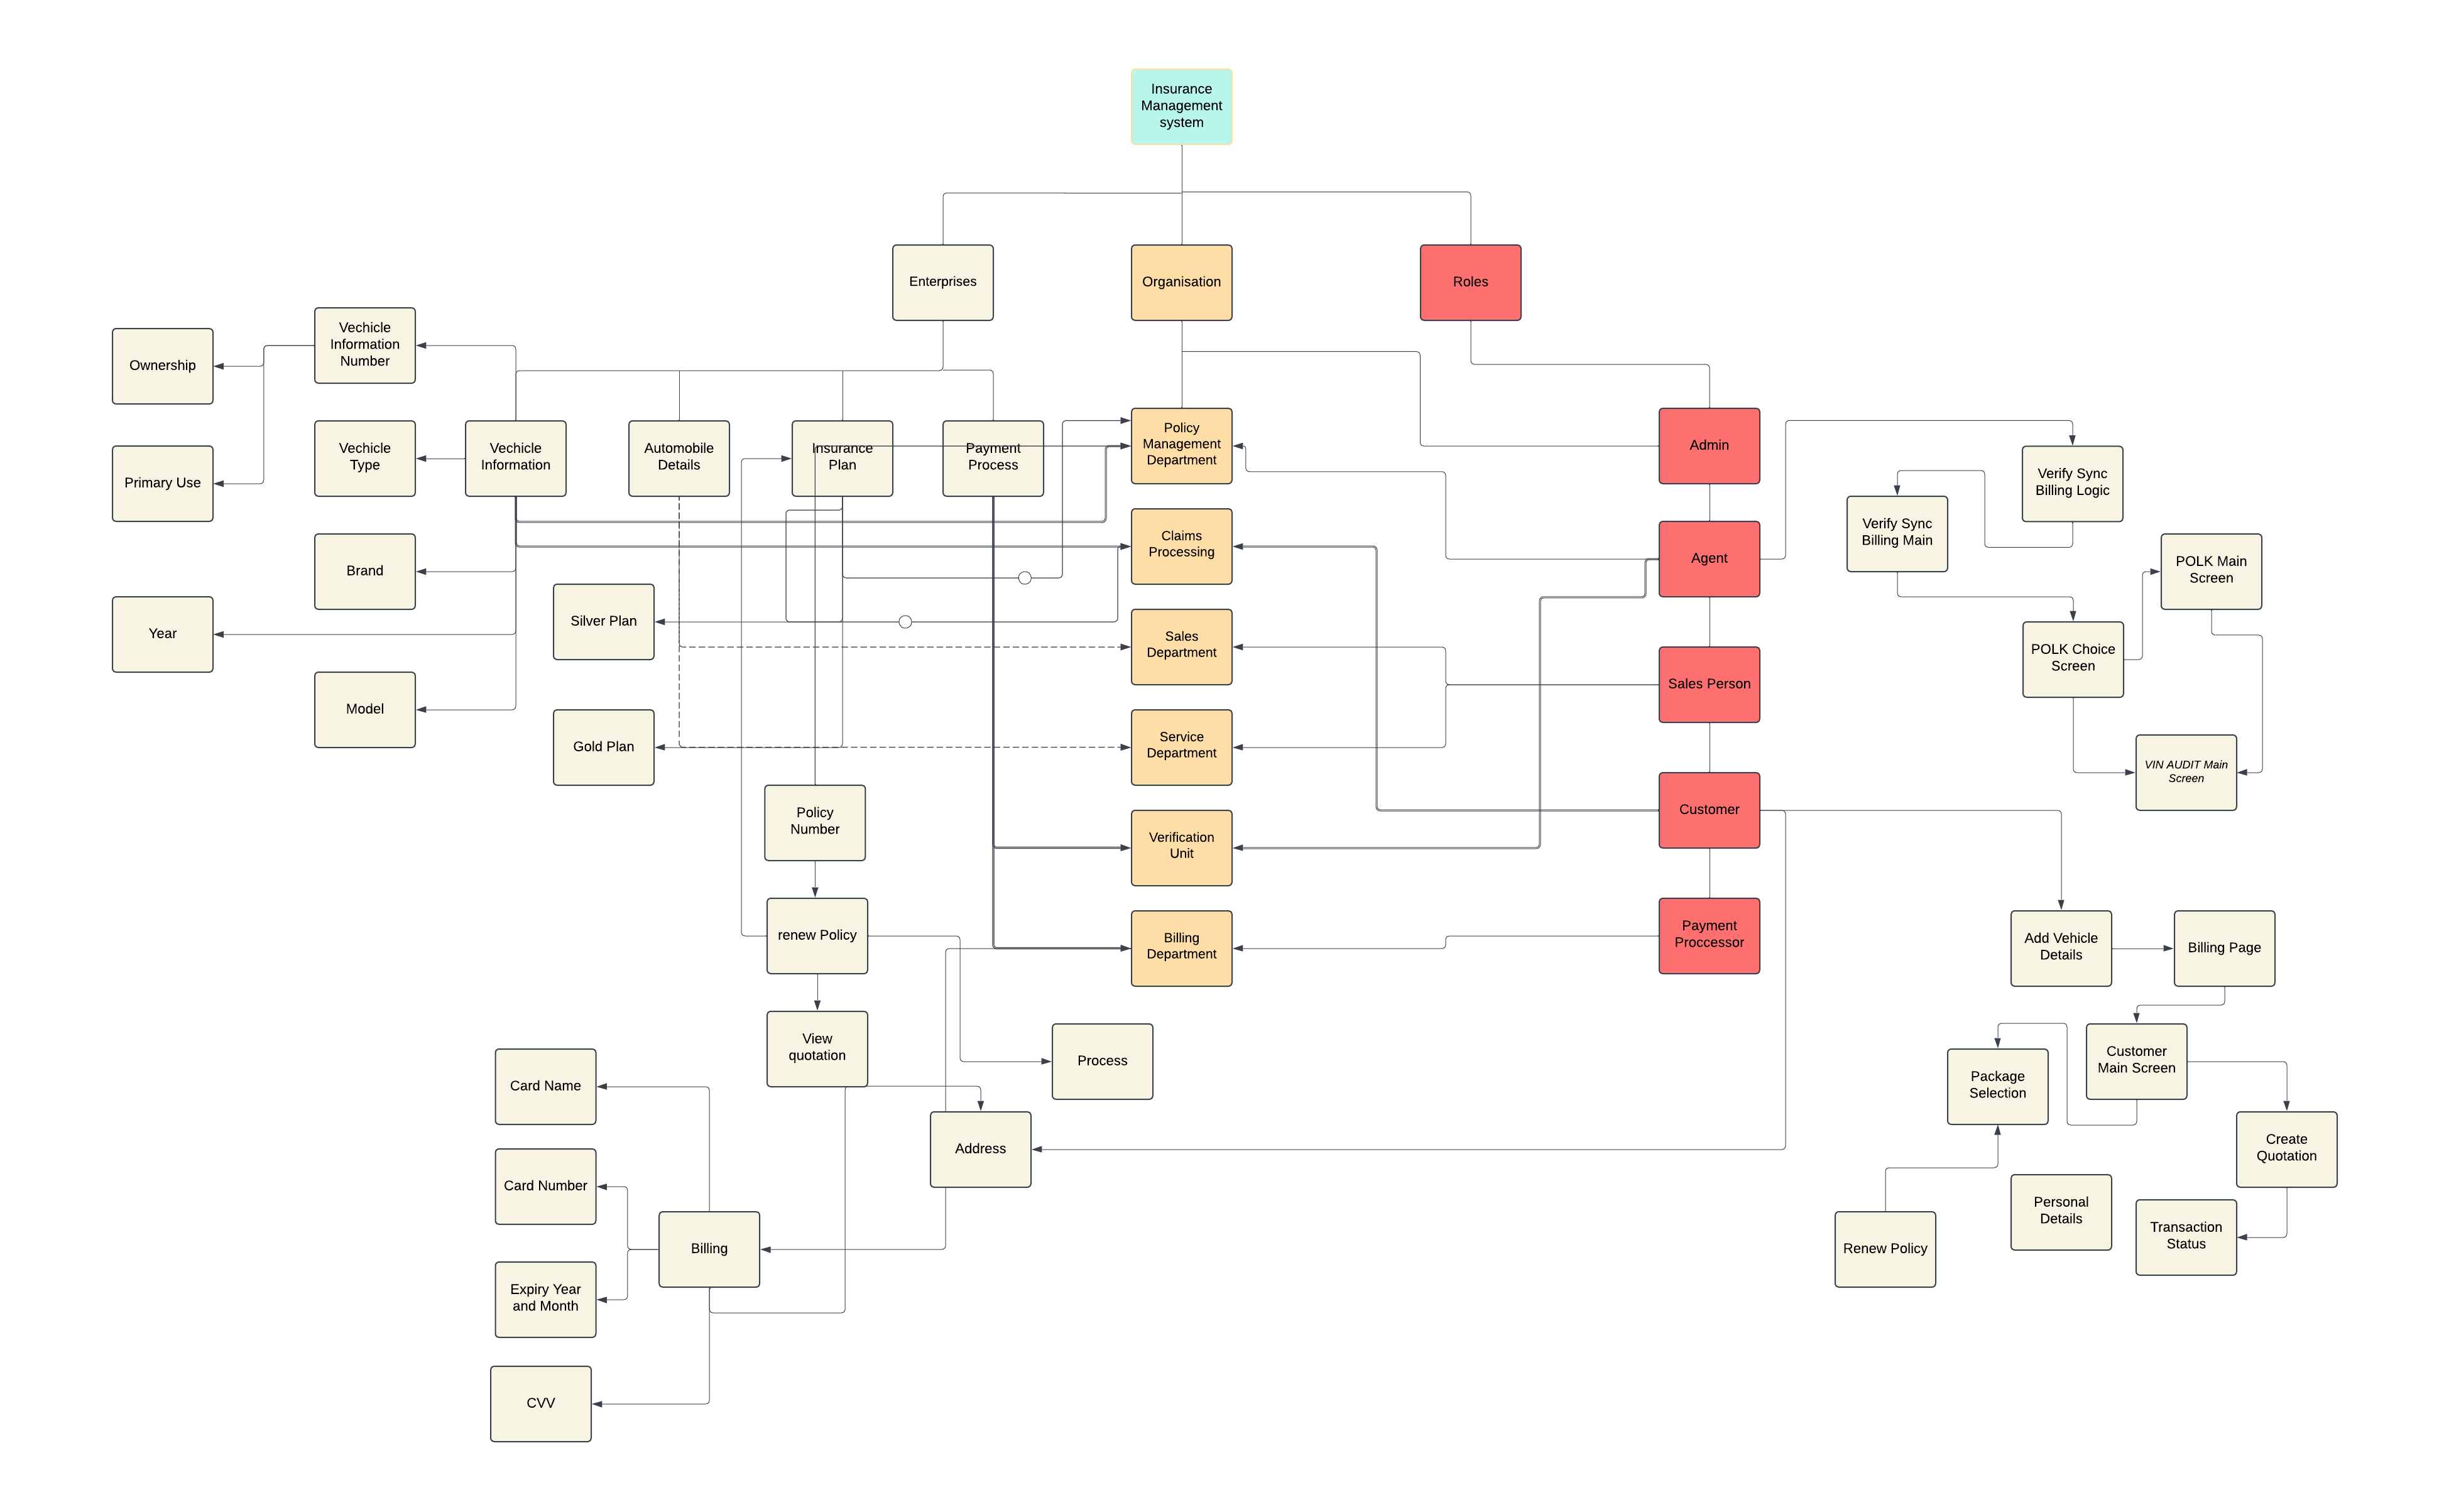 Insurance
Management
system
Enterprises
Organisation
Roles
Vechicle
Information
Number
Ownership
Primary Use
Vechicle
Type
Vechicle
Information
Automobile
Details
Insurance
Plan
Payment
Process
Policy
Management
Department
Admin
Verify Sync
Billing Logic
Verify Sync
Billing Main
Claims
Processing
Agent
POLK Main
Screen
Brand
Year
Silver Plan
Sales
Department
Sales Person
POLK Choice
Screen
Model
Gold Plan
Service
Department
VIN AUDIT Main
Screen
Policy
Number
Verification
Unit
Customer
renew Policy
Billing
Department
Payment
Proccessor
Add Vehicle
Details
Billing Page
View
quotation
Process
Customer
Main Screen
Card Name
Package
Selection
Address
Create
Quotation
Card Number
Personal
Details
Transaction
Status
Billing
Renew Policy
Expiry Year
and Month
CVV